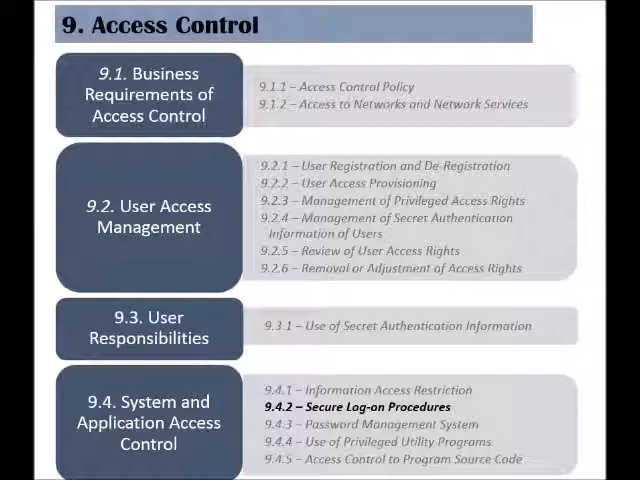 9. Access Control
9.1. Business
Requirements of
Access Control
9.1.1 – Access Control Policy
9.1.2 – Access to Networks and Network Services
9.2. User Access
Management
9.2.1 – User Registration and De-Registration
9.2.2 – User Access Provisioning
9.2.3 – Management of Privileged Access Rights
9.2.4 – Management of Secret Authentication
Information of Users
9.2.5 – Review of User Access Rights
9.2.6 – Removal or Adjustment of Access Rights
9.3. User
Responsibilities
9.3.1 – Use of Secret Authentication Information
9.4. System and
Application Access
Control
9.4.1 – Information Access Restriction
9.4.2 – Secure Log-on Procedures
9.4.3 – Password Management System
9.4.4 – Use of Privileged Utility Programs
9.4.5 – Access Control to Program Source Code